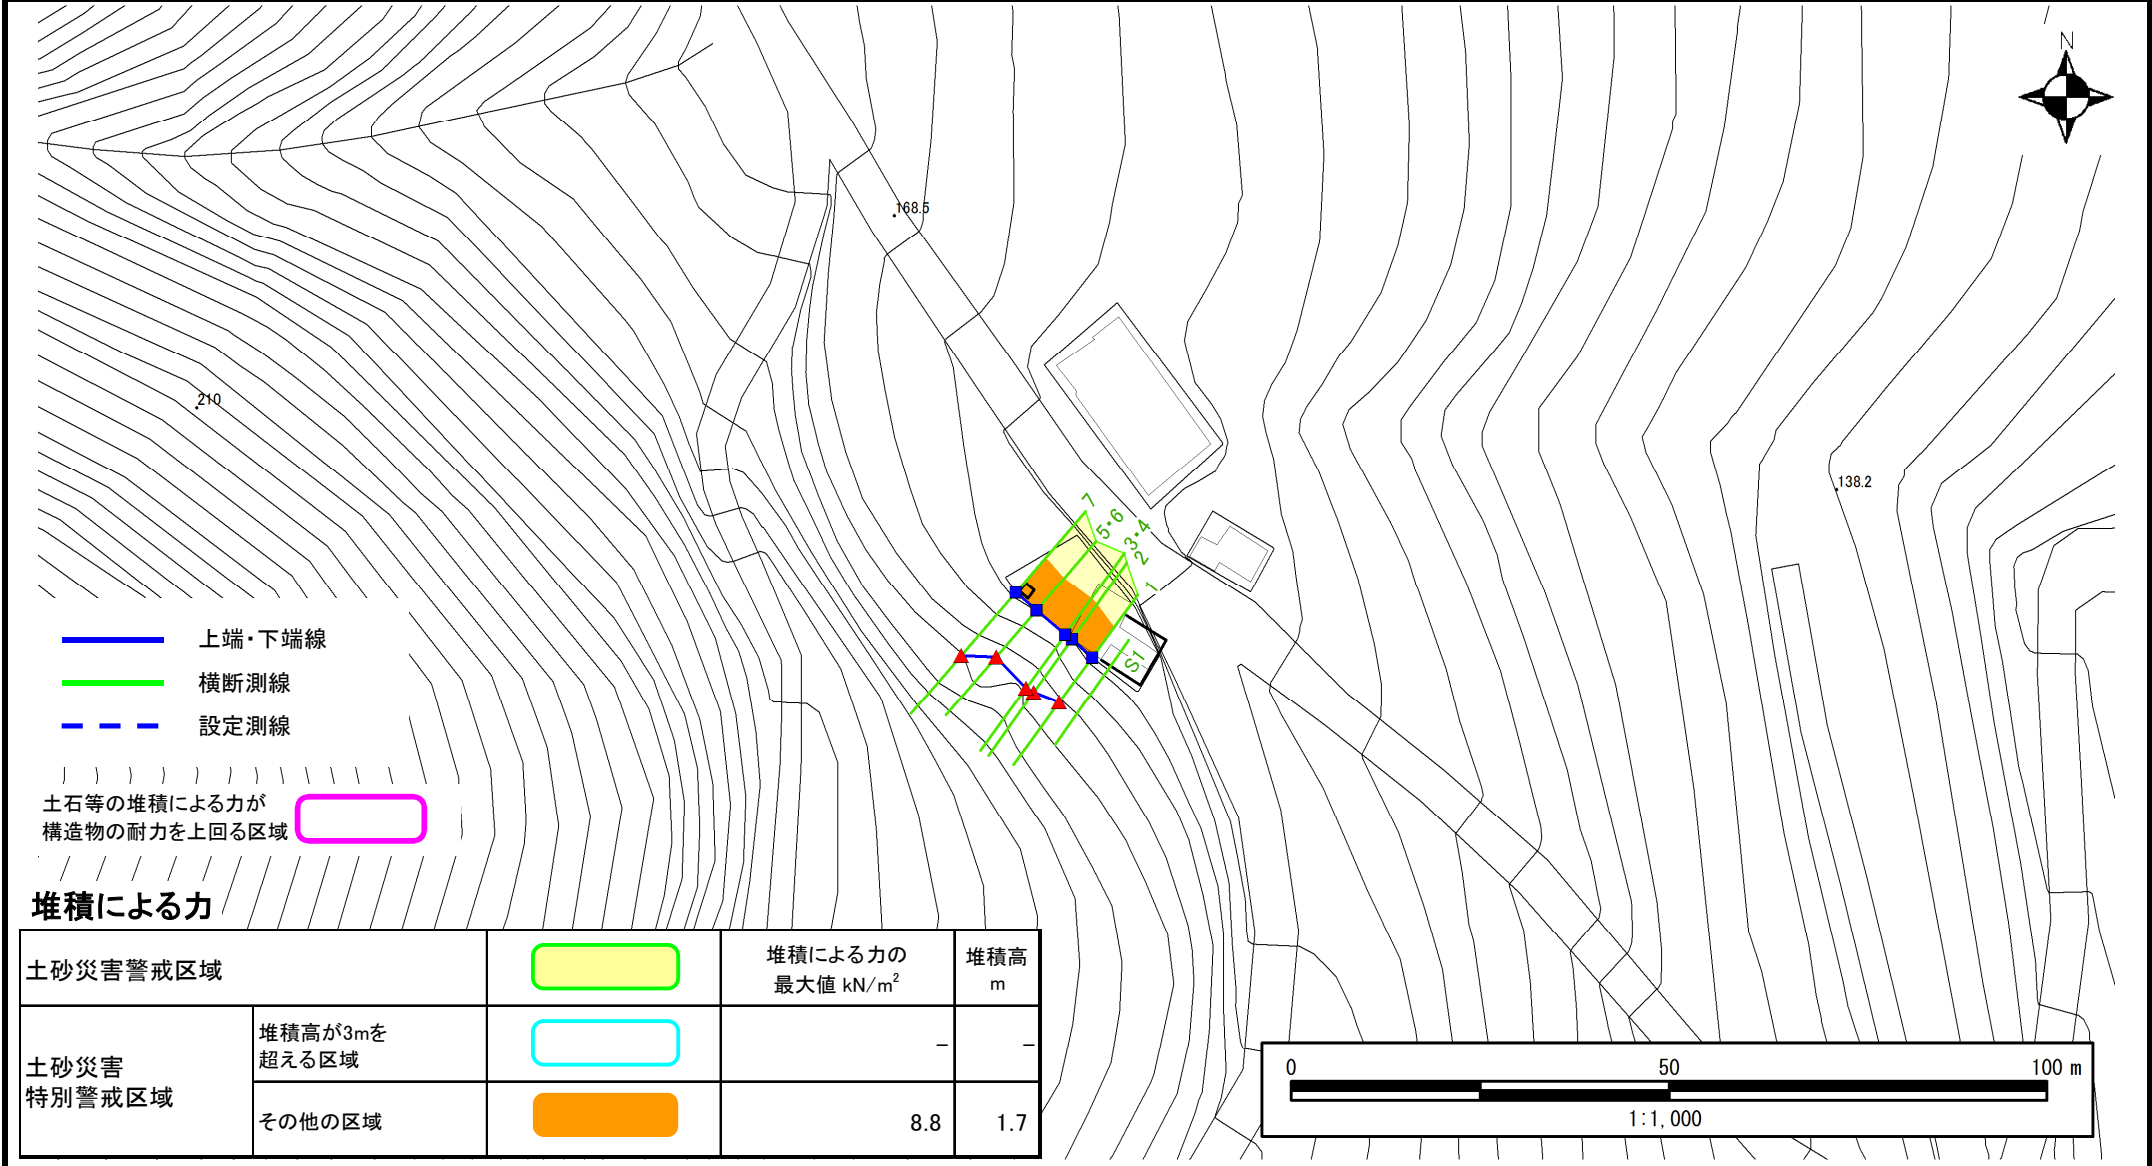 N
168.5
210
138.2
7
5・6
3・4
2
1
S1
上端・下端線
横断測線
設定測線
土石等の堆積による力が
構造物の耐力を上回る区域
堆積による力
土砂災害警戒区域
堆積による力の
最大値 kN/m²
堆積高
m
土砂災害
特別警戒区域
堆積高が3mを
超える区域
－
－
その他の区域
8.8
1.7
0 50 100 m
1:1,000